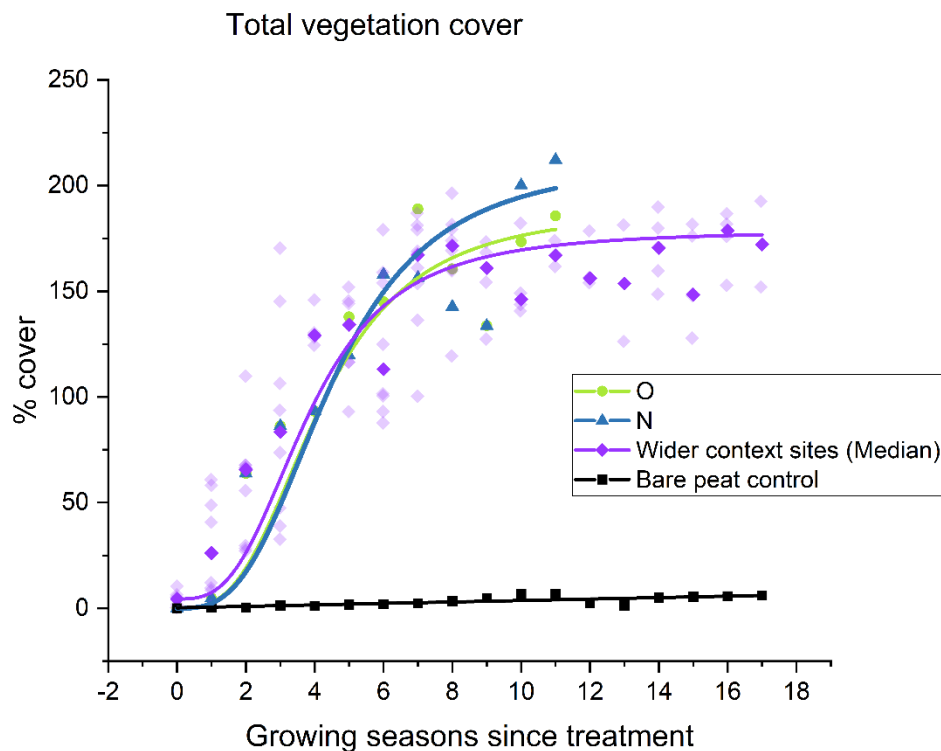 Total vegetation cover
250
200
150
100
50
0
% cover
O
N
Wider context sites (Median)
Bare peat control
-2 0 2 4 6 8 10 12 14 16 18
Growing seasons since treatment